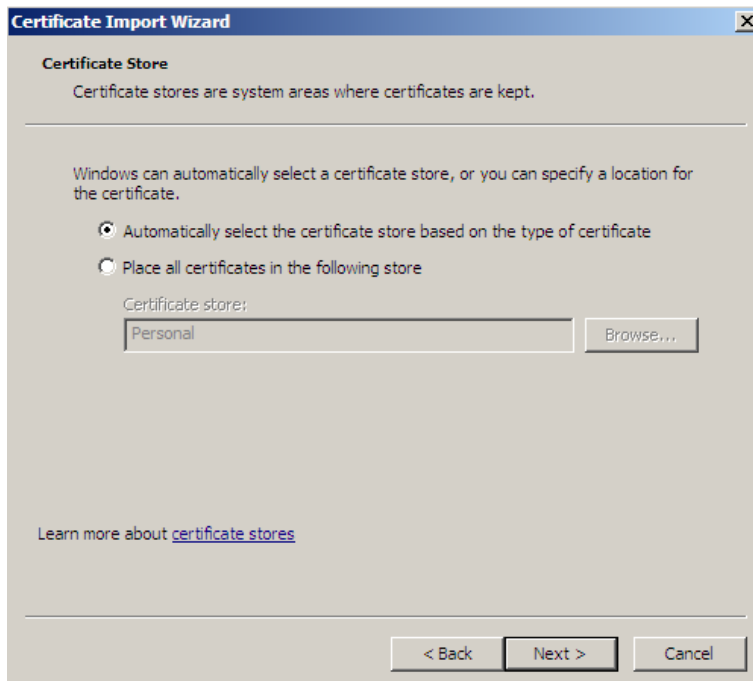 Certificate Import Wizard
Certificate Store
Certificate stores are system areas where certificates are kept.
Windows can automatically select a certificate store, or you can specify a location for
the certificate.
Automatically select the certificate store based on the type of certificate
Place all certificates in the following store
Certificate store:
Personal
Browse...
Learn more about certificate stores
< Back
Next >
Cancel